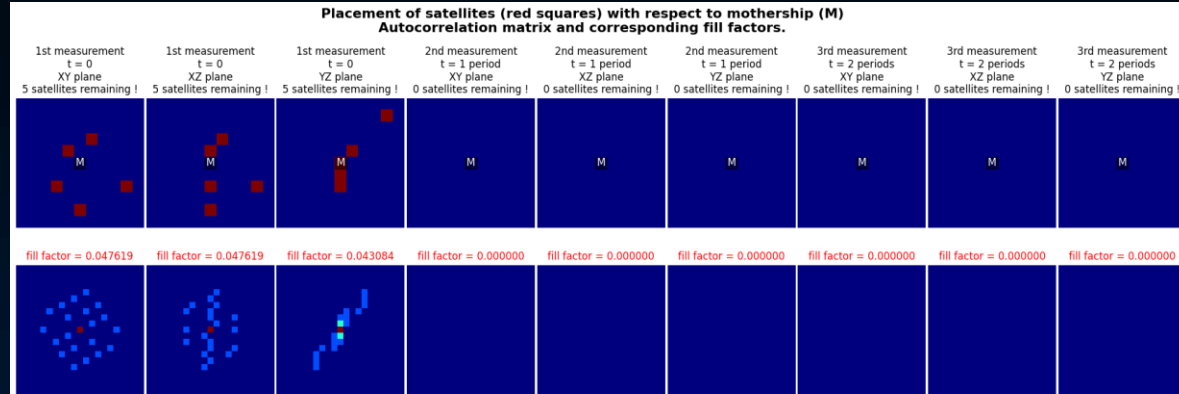 Placement of satellites (red squares) with respect to mothership (M)
Autocorrelation matrix and corresponding fill factors.
1st measurement
t = 0
XY plane
5 satellites remaining !
1st measurement
t = 0
XZ plane
5 satellites remaining !
1st measurement
t = 0
YZ plane
5 satellites remaining !
2nd measurement
t = 1 period
XY plane
0 satellites remaining !
2nd measurement
t = 1 period
XZ plane
0 satellites remaining !
2nd measurement
t = 1 period
YZ plane
0 satellites remaining !
3rd measurement
t = 2 periods
XY plane
0 satellites remaining !
3rd measurement
t = 2 periods
XZ plane
0 satellites remaining !
3rd measurement
t = 2 periods
YZ plane
0 satellites remaining !
M
M
M
M
M
M
M
M
M
fill factor = 0.047619
fill factor = 0.047619
fill factor = 0.043084
fill factor = 0.000000
fill factor = 0.000000
fill factor = 0.000000
fill factor = 0.000000
fill factor = 0.000000
fill factor = 0.000000